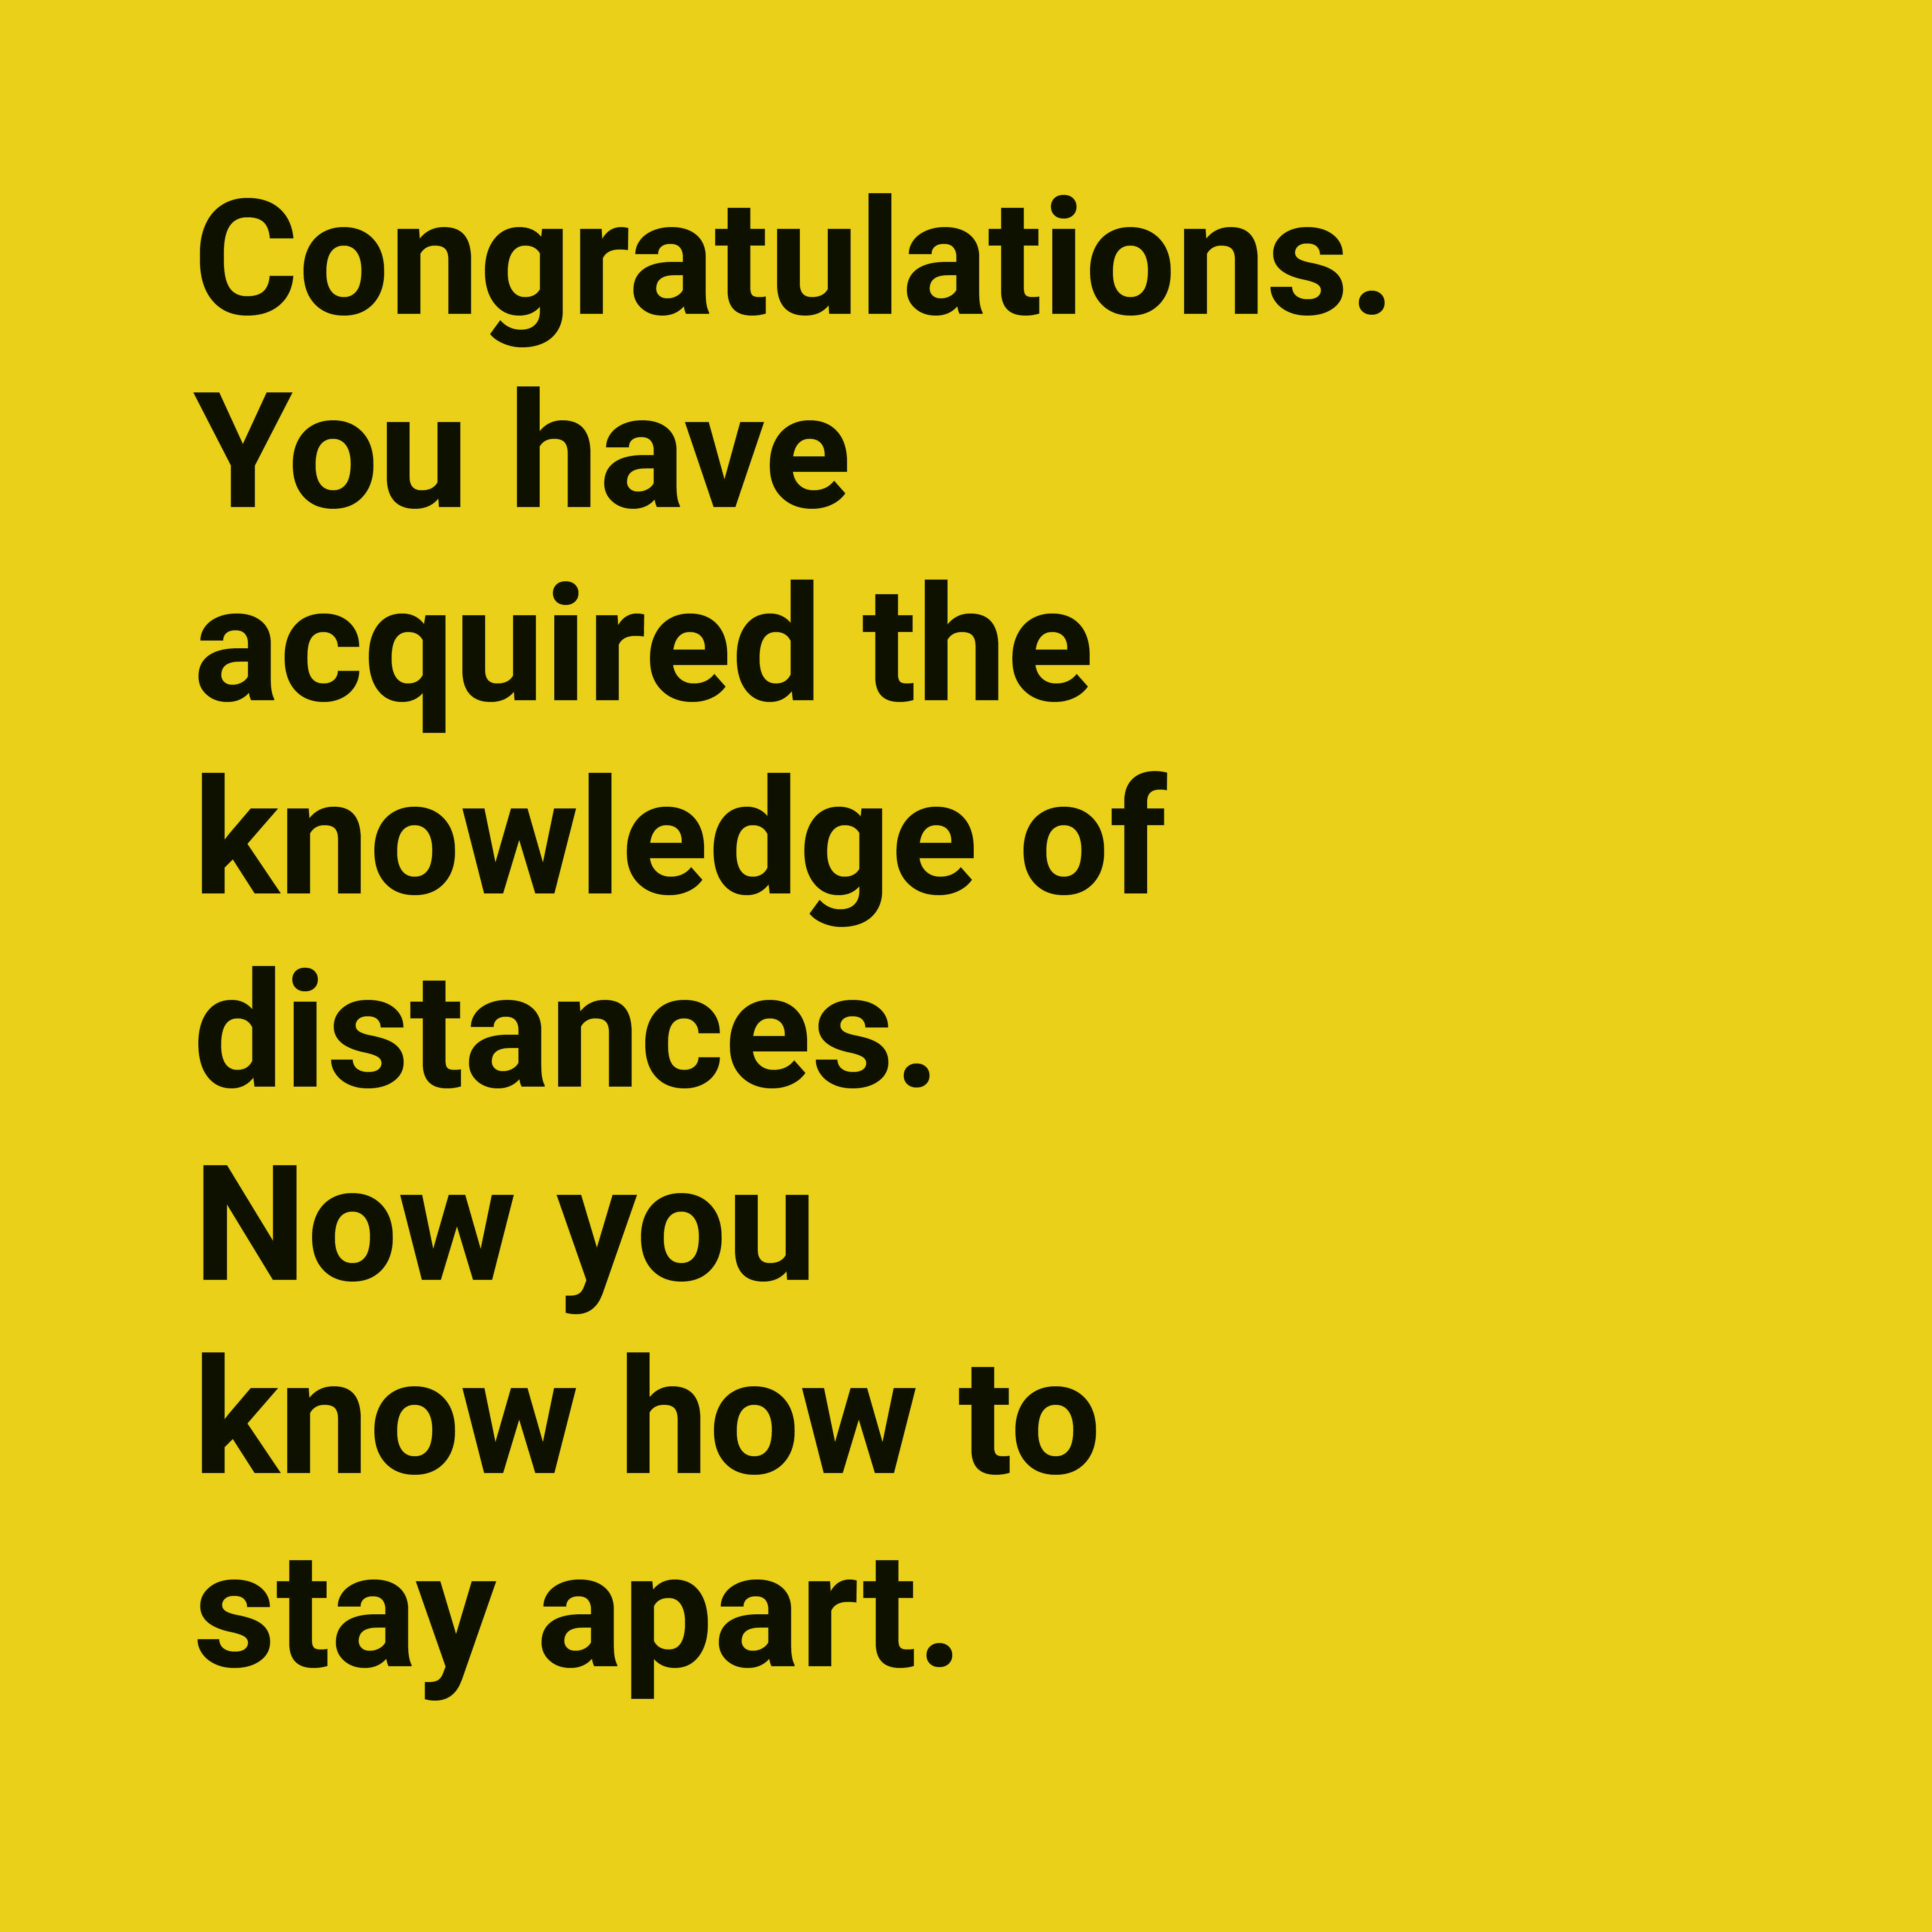 Congratulations.
You have
acquired the
knowledge of
distances.
Now you
know how to
stay apart.